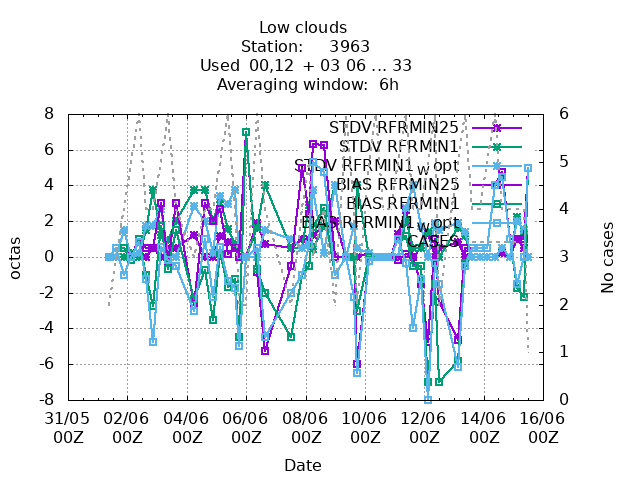 Low clouds
Station: 3963
Used 00,12 + 03 06 ... 33
Averaging window: 6h
STDV RFRMIN25
STDV RFRMIN1
STDV RFRMIN1_w_opt
BIAS RFRMIN25
BIAS RFRMIN1
BIAS RFRMIN1_w_opt
CASES
octas
No cases
8
6
4
2
0
-2
-4
-6
-8
6
5
4
3
2
1
0
31/05 02/06 04/06 06/06 08/06 10/06 12/06 14/06 16/06
00Z 00Z 00Z 00Z 00Z 00Z 00Z 00Z 00Z
Date